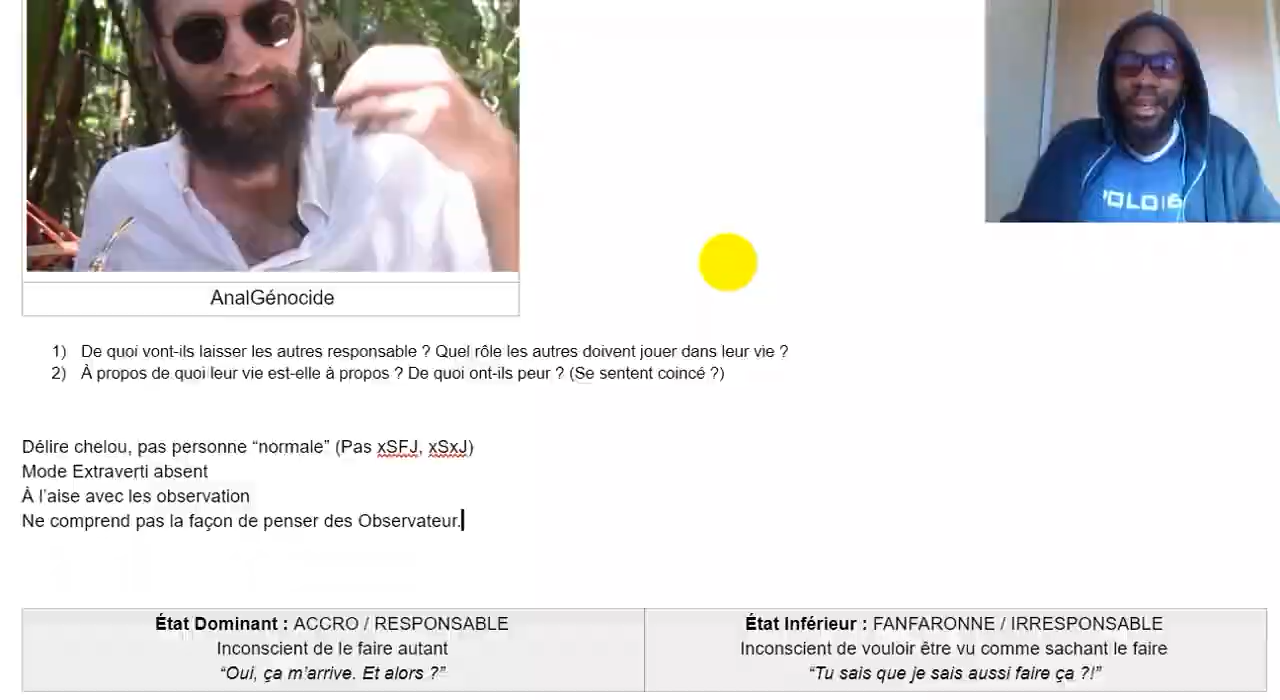 POLO16
AnalGénocide
1) De quoi vont-ils laisser les autres responsable ? Quel rôle les autres doivent jouer dans leur vie ?
2) À propos de quoi leur vie est-elle à propos ? De quoi ont-ils peur ? (Se sentent coincé ?)
Délire chelou, pas personne “normale” (Pas xSFJ, xSxJ)
Mode Extraverti absent
À l’aise avec les observation
Ne comprend pas la façon de penser des Observateur.
État Dominant : ACCRO / RESPONSABLE
Inconscient de le faire autant
“Oui, ça m’arrive. Et alors ?”
État Inférieur : FANFARONNE / IRRESPONSABLE
Inconscient de vouloir être vu comme sachant le faire
“Tu sais que je sais aussi faire ça ?!”